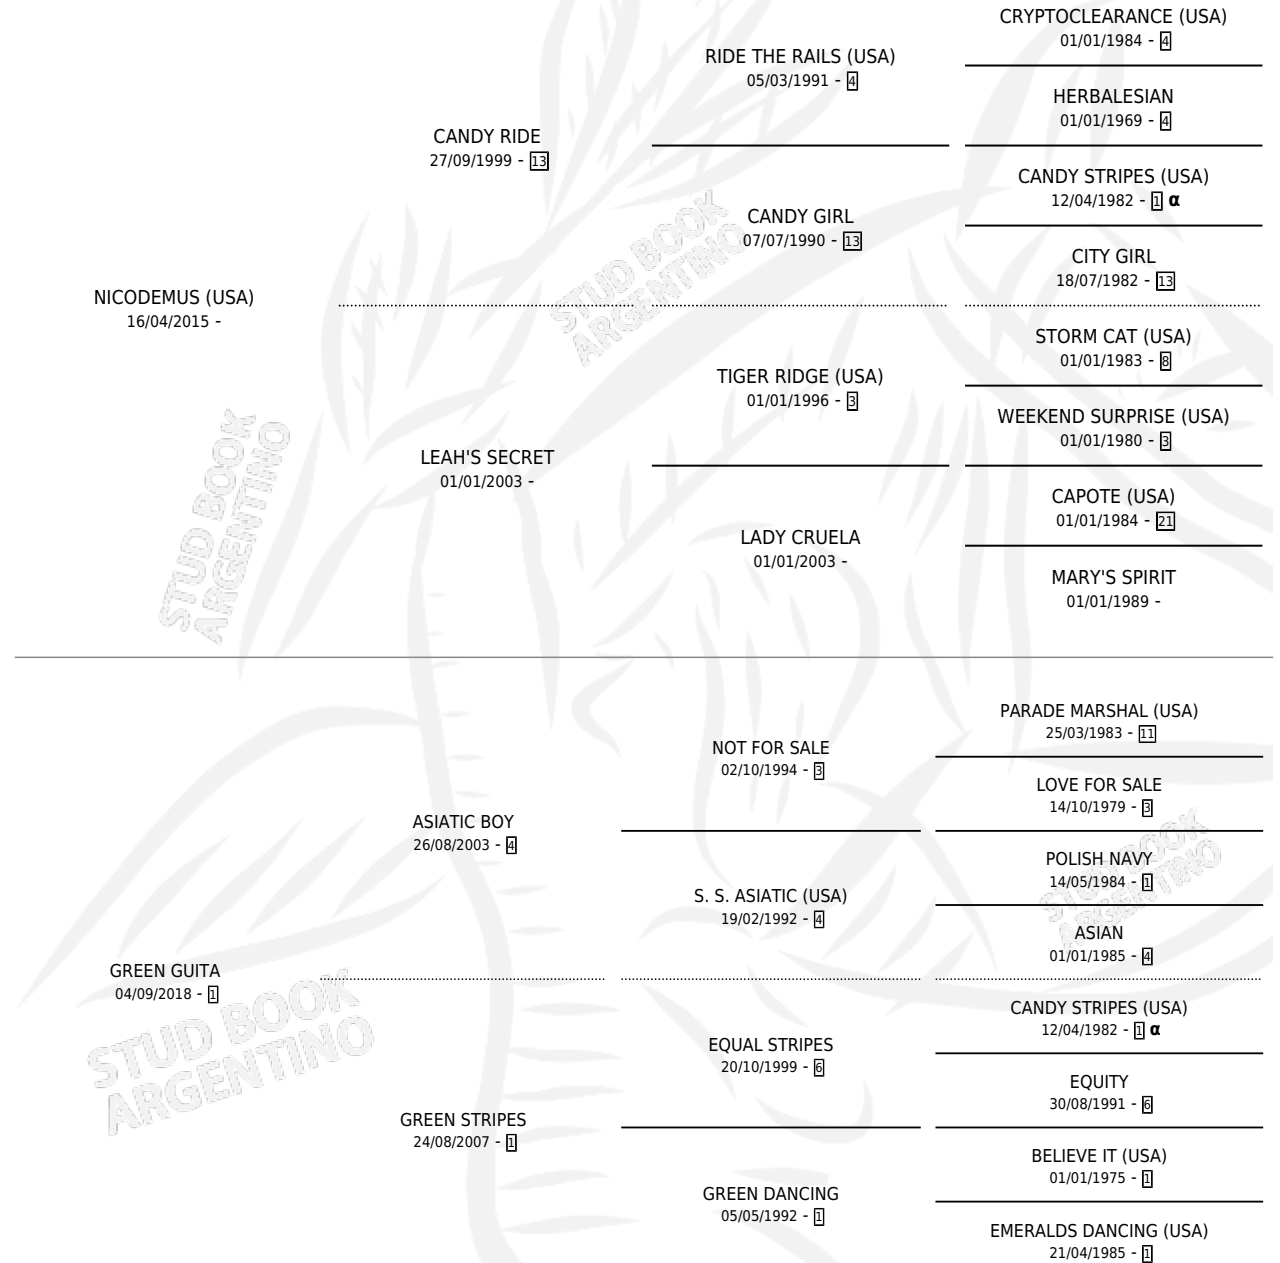 CRYPTOCLEARANCE (USA)
01/01/1984 - 4
RIDE THE RAILS (USA)
05/03/1991 - 4
HERBALESIAN
01/01/1969 - 4
CANDY RIDE
27/09/1999 - 13
CANDY STRIPES (USA)
12/04/1982 - 1 α
CANDY GIRL
07/07/1990 - 13
CITY GIRL
18/07/1982 - 13
NICODEMUS (USA)
16/04/2015 -
STORM CAT (USA)
01/01/1983 - 8
TIGER RIDGE (USA)
01/01/1996 - 3
WEEKEND SURPRISE (USA)
01/01/1980 - 3
LEAH'S SECRET
01/01/2003 -
CAPOTE (USA)
01/01/1984 - 21
LADY CRUELA
01/01/2003 -
MARY'S SPIRIT
01/01/1989 -
PARADE MARSHAL (USA)
25/03/1983 - 11
NOT FOR SALE
02/10/1994 - 3
LOVE FOR SALE
14/10/1979 - 3
ASIATIC BOY
26/08/2003 - 4
POLISH NAVY
14/05/1984 - 1
S. S. ASIATIC (USA)
19/02/1992 - 4
ASIAN
01/01/1985 - 4
GREEN GUITA
04/09/2018 - 1
CANDY STRIPES (USA)
12/04/1982 - 1 α
EQUAL STRIPES
20/10/1999 - 6
EQUITY
30/08/1991 - 6
GREEN STRIPES
24/08/2007 - 1
BELIEVE IT (USA)
01/01/1975 - 1
GREEN DANCING
05/05/1992 - 1
EMERALDS DANCING (USA)
21/04/1985 - 1
STUD BOOK
ARGENTINO
STUD BOOK
ARGENTINO
STUD BOOK
ARGENTINO
STUD BOOK
ARGENTINO